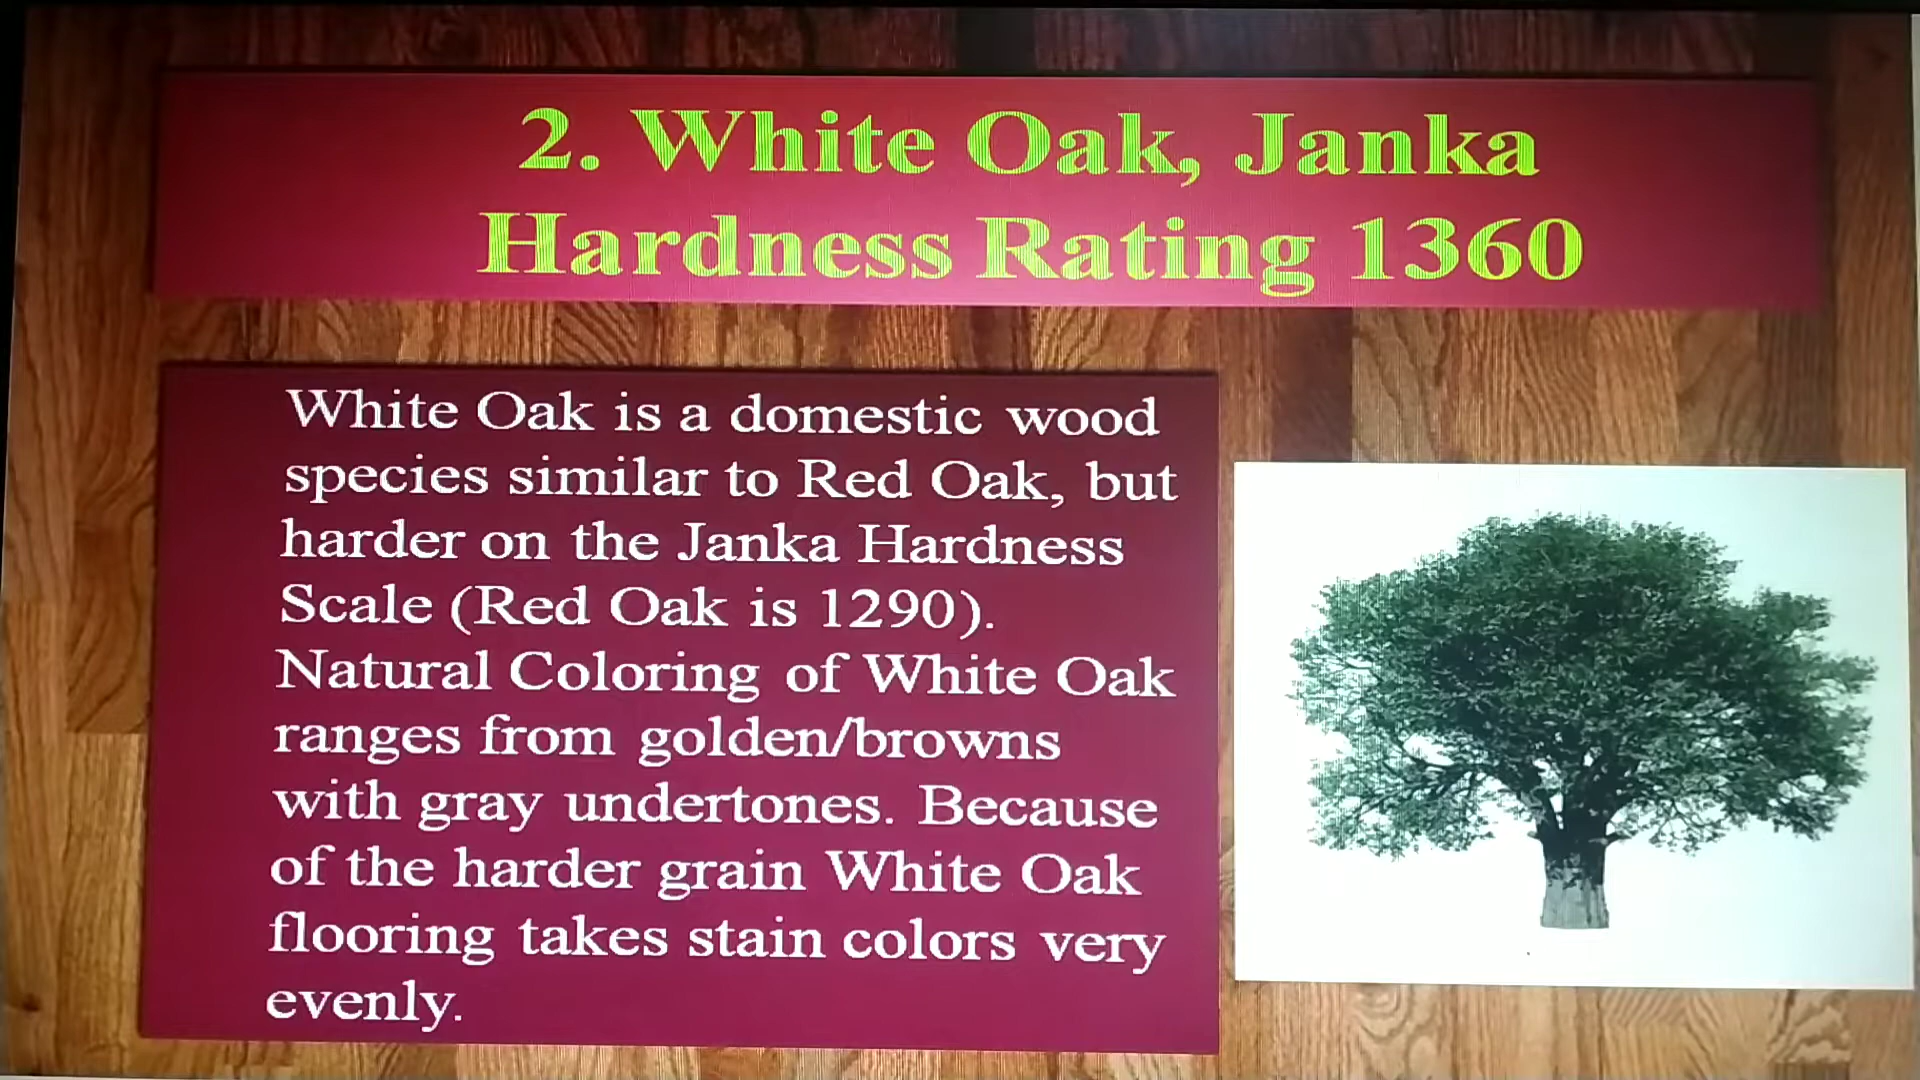 2. White Oak, Janka
Hardness Rating 1360
White Oak is a domestic wood
species similar to Red Oak, but
harder on the Janka Hardness
Scale (Red Oak is 1290).
Natural Coloring of White Oak
ranges from golden/browns
with gray undertones. Because
of the harder grain White Oak
flooring takes stain colors very
evenly.